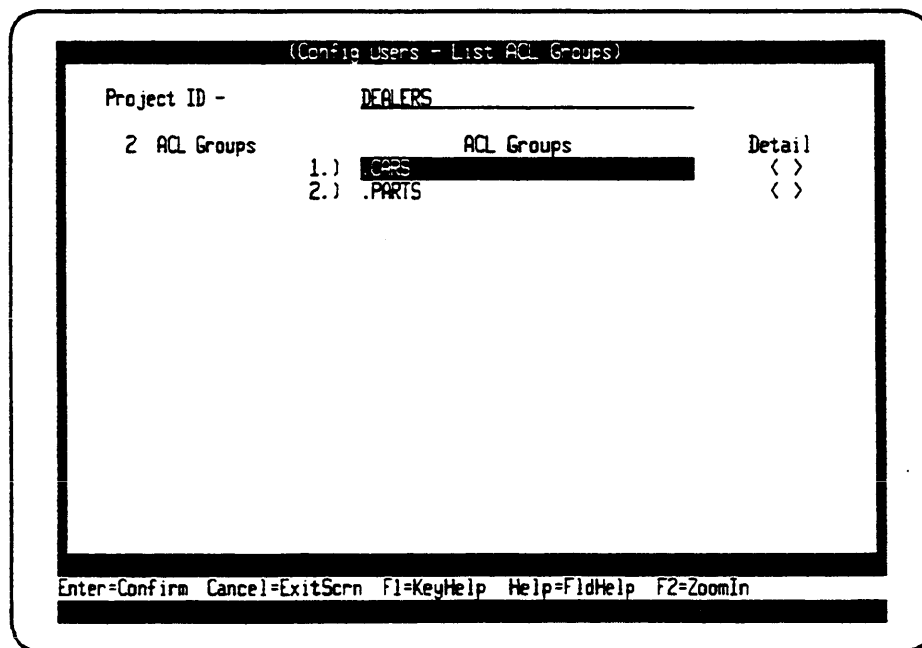 (Config Users - List ACL Groups)
Project ID - DEALERS
2 ACL Groups ACL Groups Detail
1.) .CARS < >
2.) .PARTS < >
Enter=Confirm Cancel=ExitScrn F1=KeyHelp Help=FldHelp F2=ZoomIn